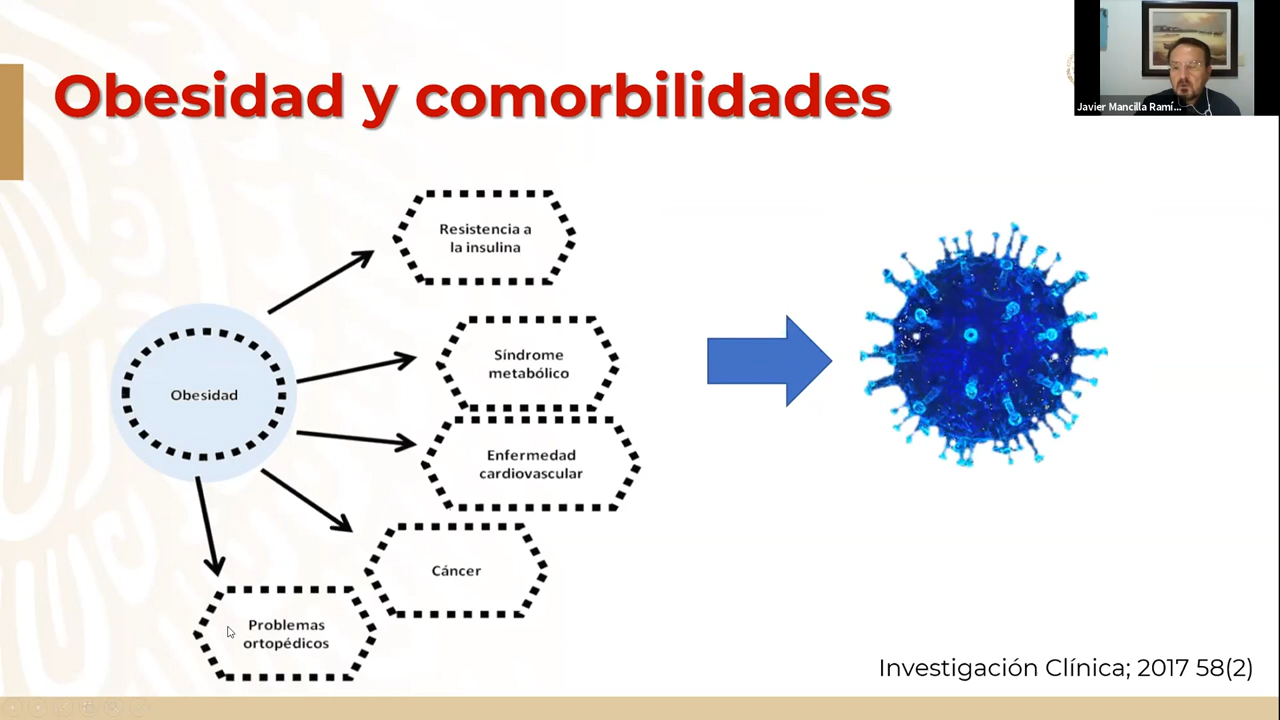 Obesidad y comorbilidades
Javier Mancilla Ramí...
Resistencia a
la insulina
Síndrome
metabólico
Obesidad
Enfermedad
cardiovascular
Cáncer
Problemas
ortopédicos
Investigación Clínica; 2017 58(2)